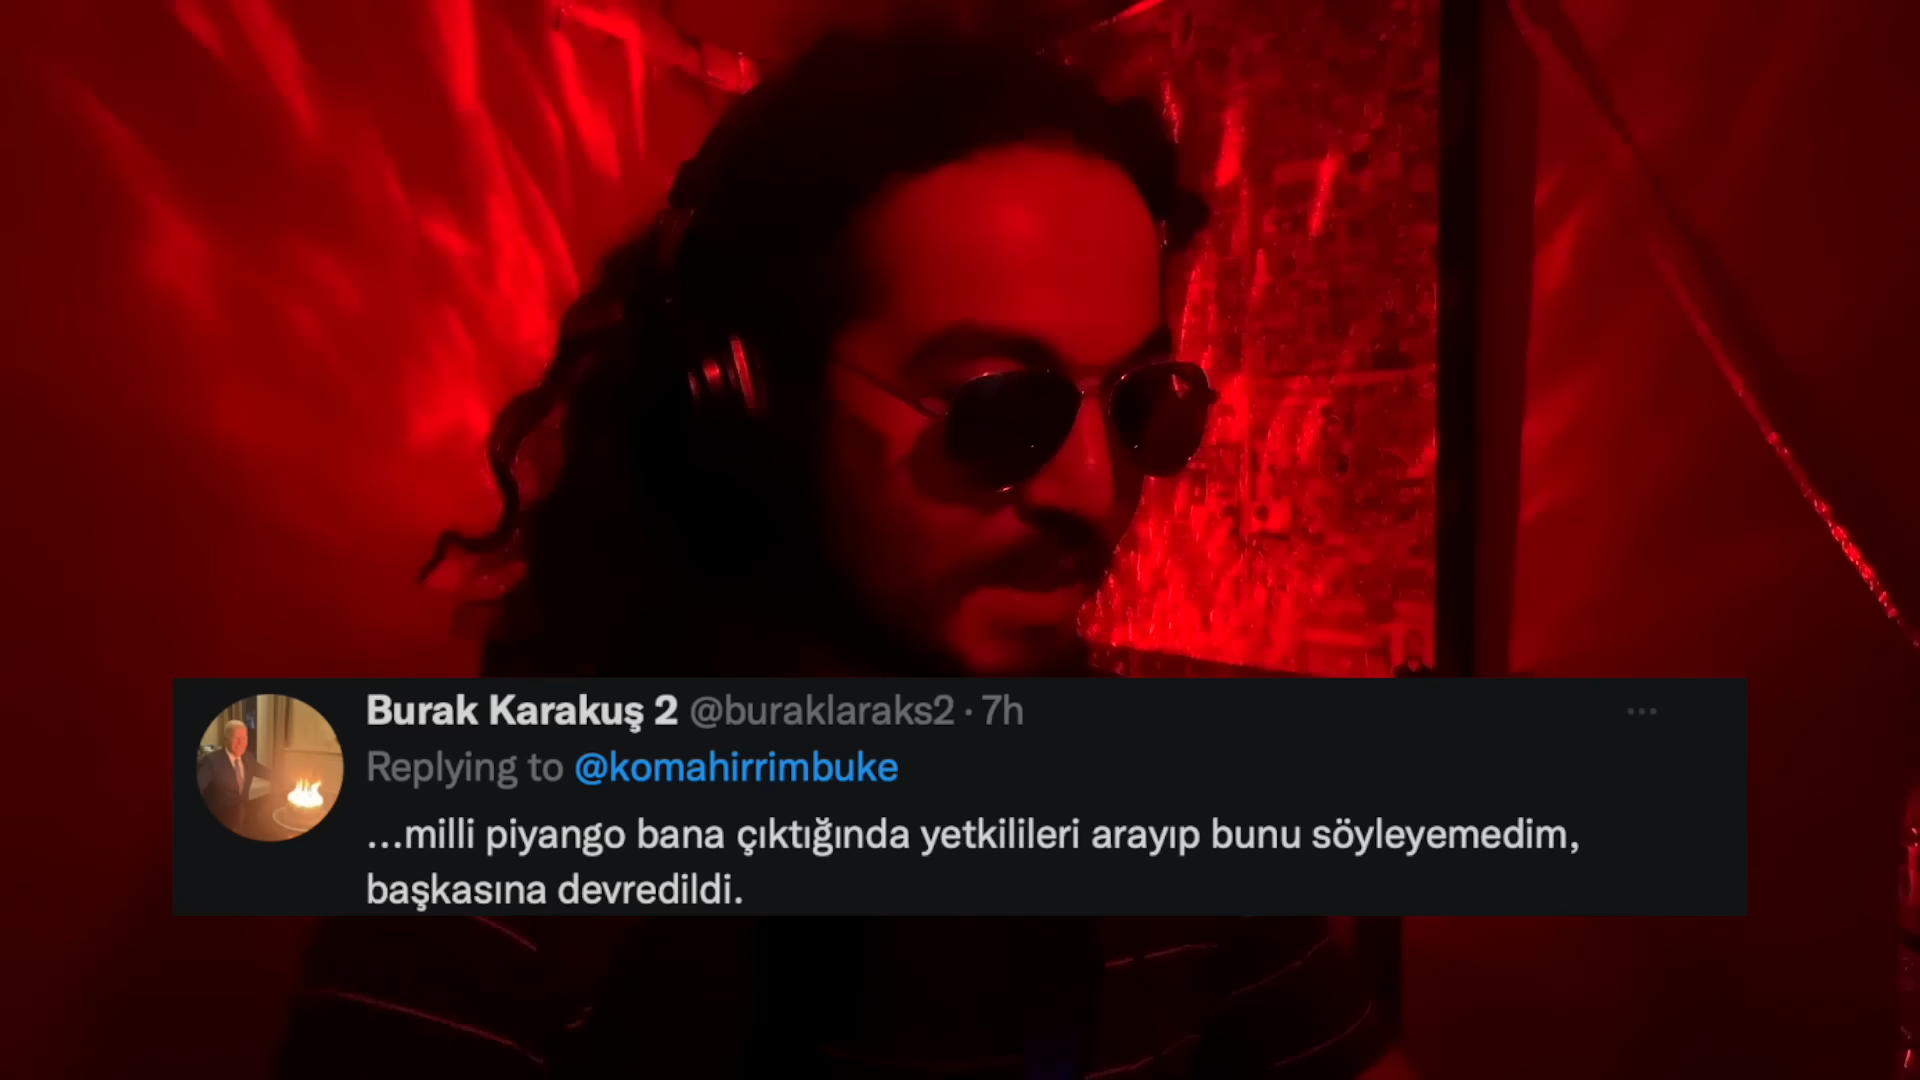 Burak Karakuş 2 @buraklaraks2 · 7h
Replying to @komahirrimbuke
...milli piyango bana çıktığında yetkilileri arayıp bunu söyleyemedim,
başkasına devredildi.